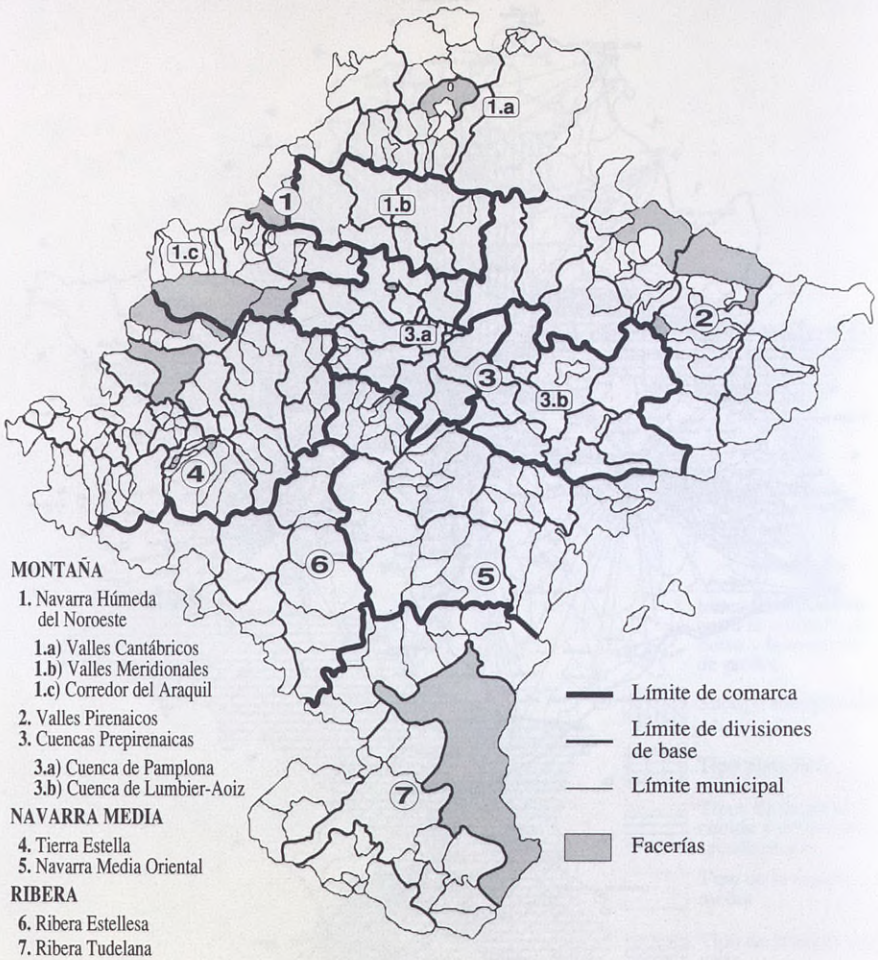 1.a
1
1.b
1.c
2
3.a
3
3.b
4
6
5
7
MONTAÑA
1. Navarra Húmeda
del Noroeste
1.a) Valles Cantábricos
1.b) Valles Meridionales
1.c) Corredor del Araquil
2. Valles Pirenaicos
3. Cuencas Prepirenaicas
3.a) Cuenca de Pamplona
3.b) Cuenca de Lumbier-Aoiz
NAVARRA MEDIA
4. Tierra Estella
5. Navarra Media Oriental
RIBERA
6. Ribera Estellesa
7. Ribera Tudelana
Límite de comarca
Límite de divisiones
de base
Límite municipal
Facerías